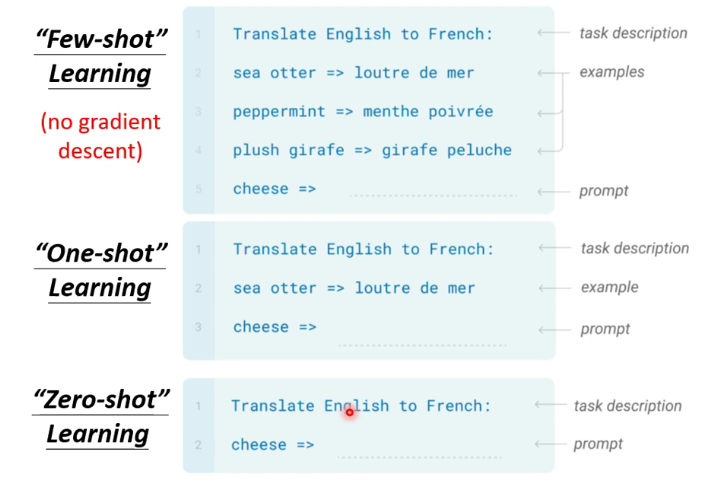 “Few-shot”
Learning
(no gradient
descent)
1 Translate English to French: task description
2 sea otter => loutre de mer examples
3 peppermint => menthe poivrée
4 plush girafe => girafe peluche
5 cheese => prompt
“One-shot”
Learning
1 Translate English to French: task description
2 sea otter => loutre de mer example
3 cheese => prompt
“Zero-shot”
Learning
1 Translate English to French: task description
2 cheese => prompt